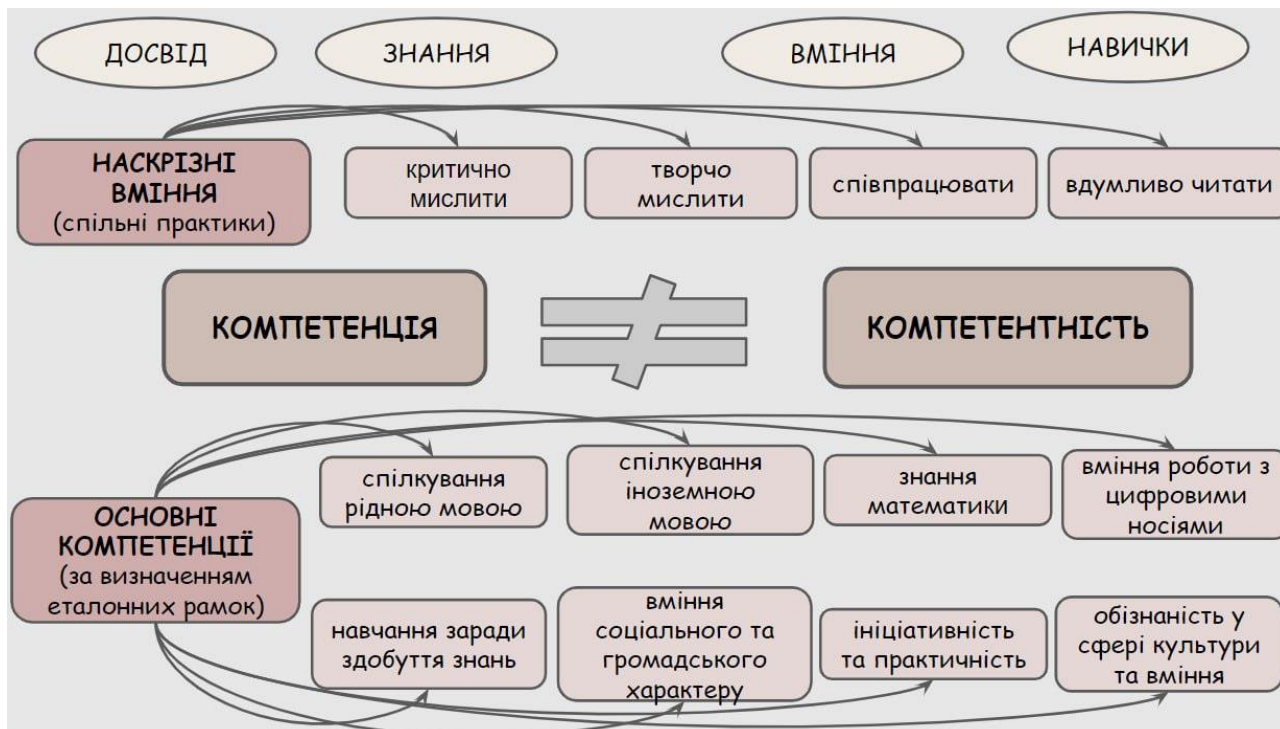 ДОСВІД
ЗНАННЯ
ВМІННЯ
НАВИЧКИ
НАСКРІЗНІ
ВМІННЯ
(спільні практики)
критично
мислити
творчо
мислити
співпрацювати
вдумливо читати
КОМПЕТЕНЦІЯ
КОМПЕТЕНТНІСТЬ
ОСНОВНІ
КОМПЕТЕНЦІЇ
(за визначенням
еталонних рамок)
спілкування
рідною мовою
спілкування
іноземною
мовою
знання
математики
вміння роботи з
цифровими
носіями
навчання заради
здобуття знань
вміння
соціального та
громадського
характеру
ініціативність
та практичність
обізнаність у
сфері культури
та вміння